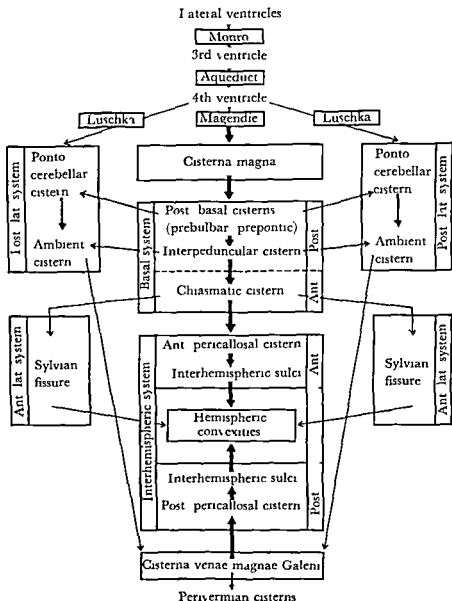 Lateral ventricles
Monro
3rd ventricle
Aqueduct
4th ventricle
Luschka
Magendie
Luschka
Cisterna magna
Post lat system
Ponto
cerebellar
cistern
Ambient
cistern
Basal system
Post basal cisterns
(prebulbar prepontic)
Interpeduncular cistern
Post
Chiasmatic cistern
Ant
Ponto
cerebellar
cistern
Ambient
cistern
Post lat system
Ant lat system
Sylvian
fissure
Interhemispheric system
Ant pericallosal cistern
Interhemispheric sulci
Ant
Hemispheric
convexities
Interhemispheric sulci
Post pericallosal cistern
Post
Sylvian
fissure
Ant lat system
Cisterna venae magnae Galeni
Perivermian cisterns